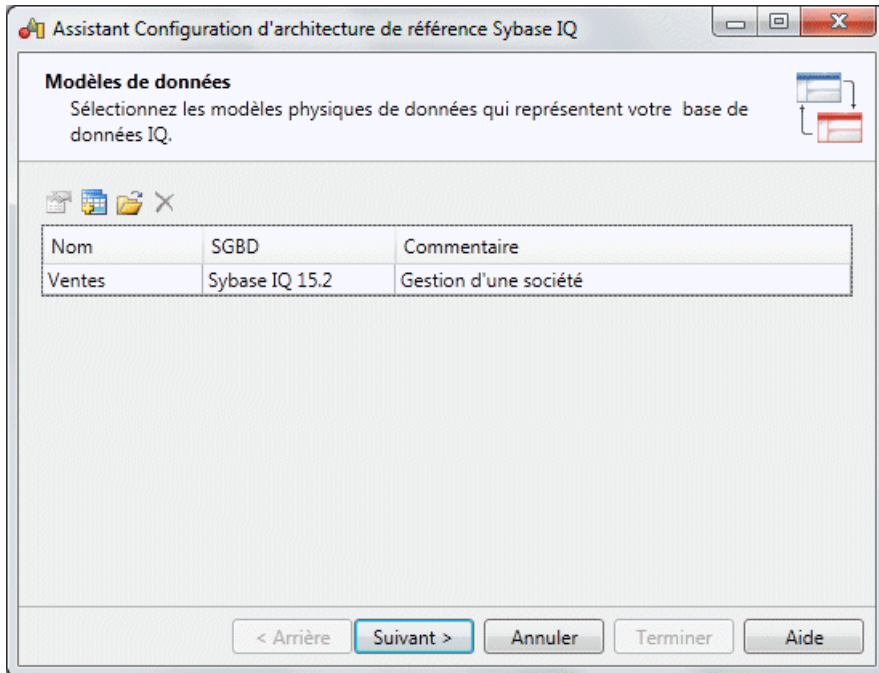 Assistant Configuration d'architecture de référence Sybase IQ
Modèles de données
Sélectionnez les modèles physiques de données qui représentent votre base de
données IQ.
Nom SGBD Commentaire
Ventes Sybase IQ 15.2 Gestion d'une société
< Arrière Suivant > Annuler Terminer Aide